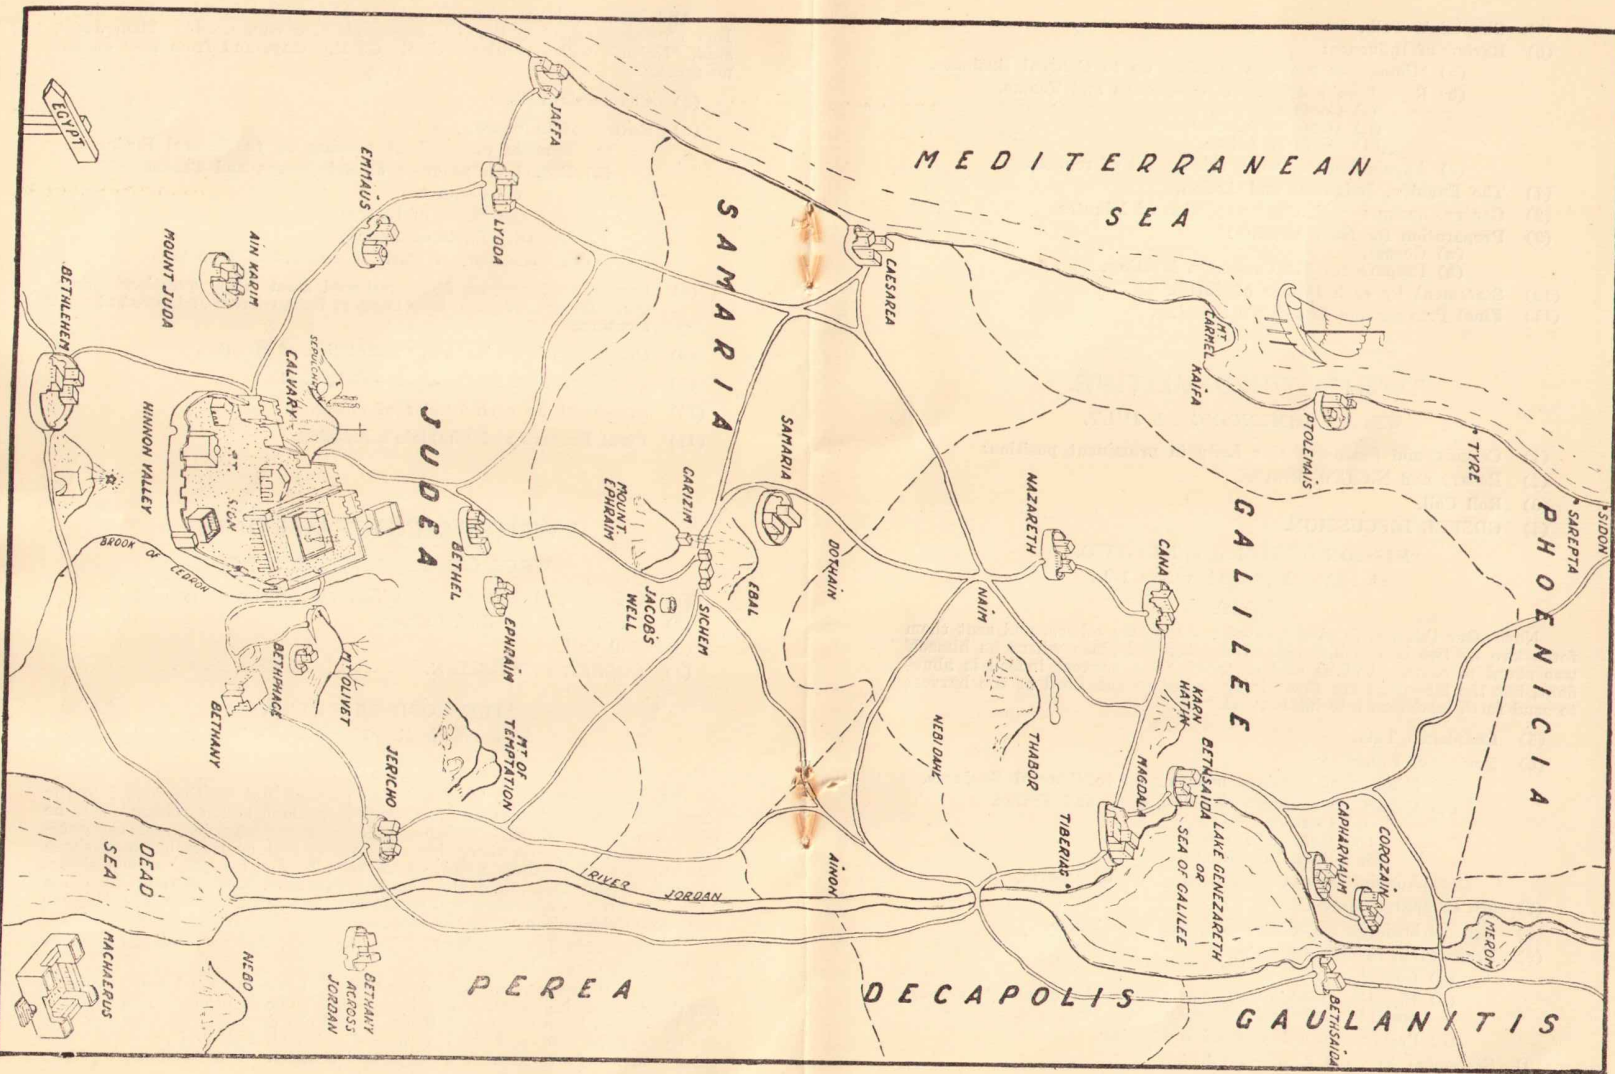 MEDITERRANEAN
SEA
EGYPT
JAFFA
LYDDA
EMMAÜS
AIN KARIM
MOUNT JUDA
BETHLEHEM
SAMARIA
CAESAREA
MT
CARMEL
KAIFA
PTOLEMAIS
TYRE
SIDON
SAREPTA
PHOENICIA
SEPULCHRE
CALVARY
HINNON VALLEY
MT
SION
BROOK OF
CEDRON
JUDEA
BETHEL
EPHRAIN
MOUNT
EPHRAIM
GARIZIM
SAMARIA
EBAL
SICHEM
JACOB'S
WELL
DOTHAIN
NAZARETH
NAIM
CANA
GALILEE
KARN
HATIN
THABOR
NEBI DAHI
MAGDALA
BETHSAIDA
LAKE GENEZARETH
OR
SEA OF GALILEE
TIBERIAS
CAPHARNAUM
COROZAIN
MEROM
BETHSAIDA
MT OLIVET
BETHPHAGE
BETHANY
MT OF
TEMPTATION
JERICHO
RIVER JORDAN
AINON
DEAD
SEA
MACHAERUS
NEBO
BETHANY
ACROSS
JORDAN
PEREA
DECAPOLIS
GAULANITIS